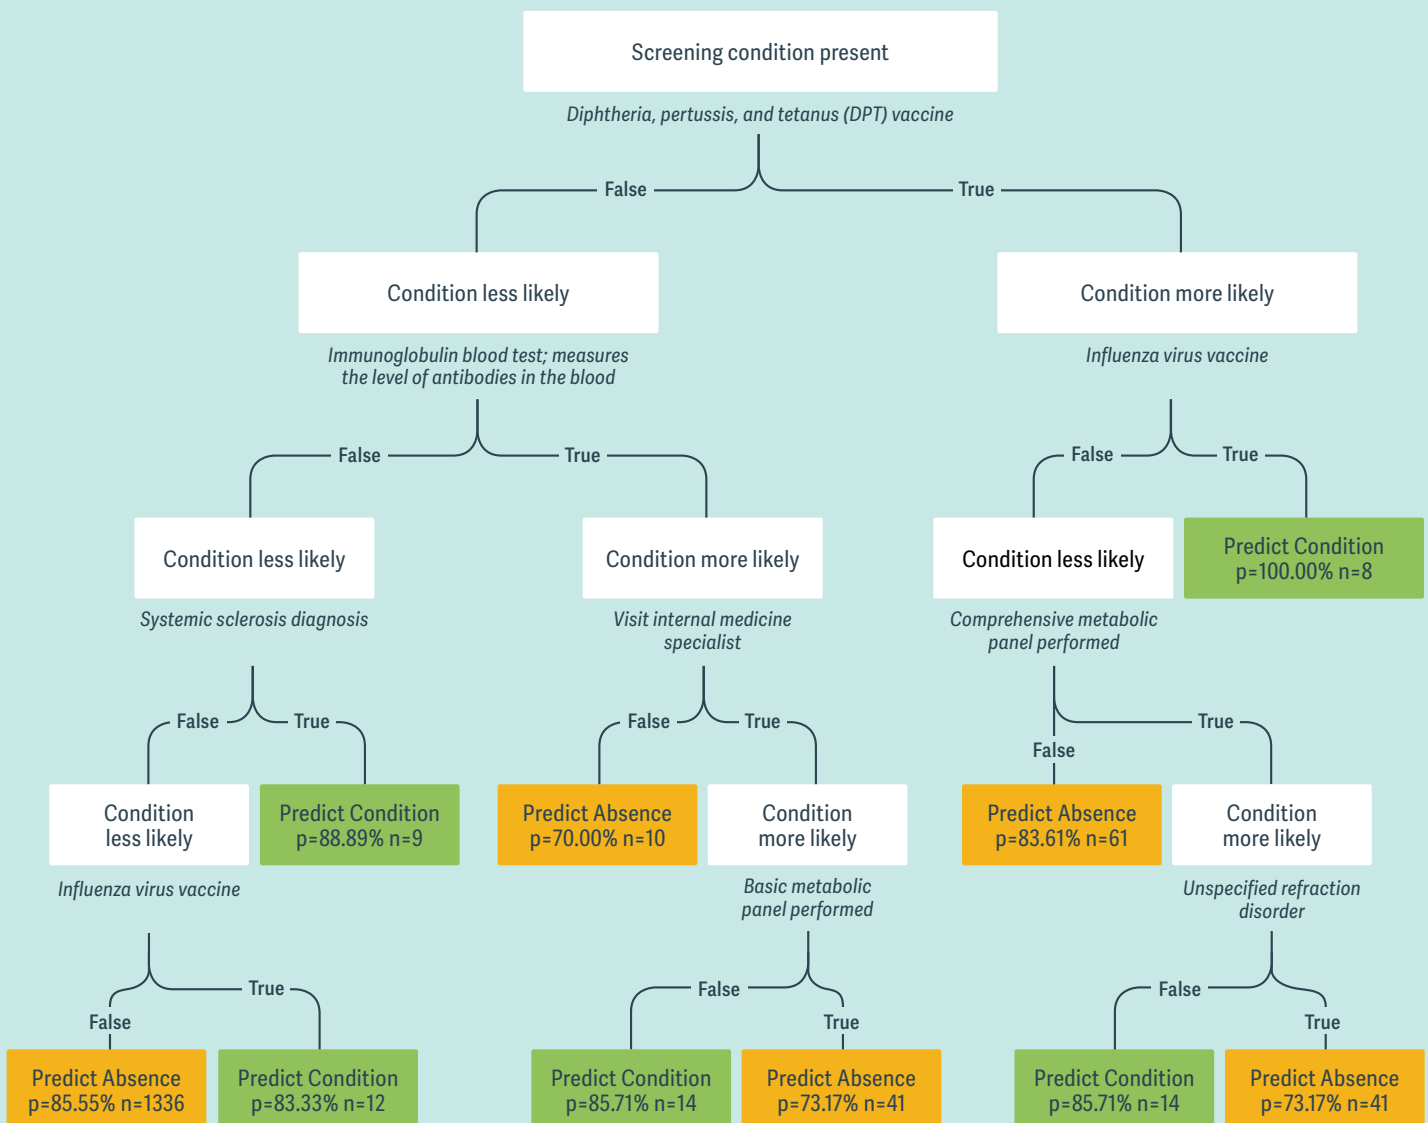 Screening condition present
Diphtheria, pertussis, and tetanus (DPT) vaccine
False
True
Condition less likely
Condition more likely
Immunoglobulin blood test; measures
the level of antibodies in the blood
Influenza virus vaccine
False
True
False
True
Condition less likely
Condition more likely
Condition less likely
Predict Condition
p=100.00% n=8
Systemic sclerosis diagnosis
Visit internal medicine
specialist
Comprehensive metabolic
panel performed
False
True
False
True
False
True
Condition
less likely
Predict Condition
p=88.89% n=9
Predict Absence
p=70.00% n=10
Condition
more likely
Predict Absence
p=83.61% n=61
Condition
more likely
Influenza virus vaccine
Basic metabolic
panel performed
Unspecified refraction
disorder
False
True
False
True
False
True
Predict Absence
p=85.55% n=1336
Predict Condition
p=83.33% n=12
Predict Condition
p=85.71% n=14
Predict Absence
p=73.17% n=41
Predict Condition
p=85.71% n=14
Predict Absence
p=73.17% n=41